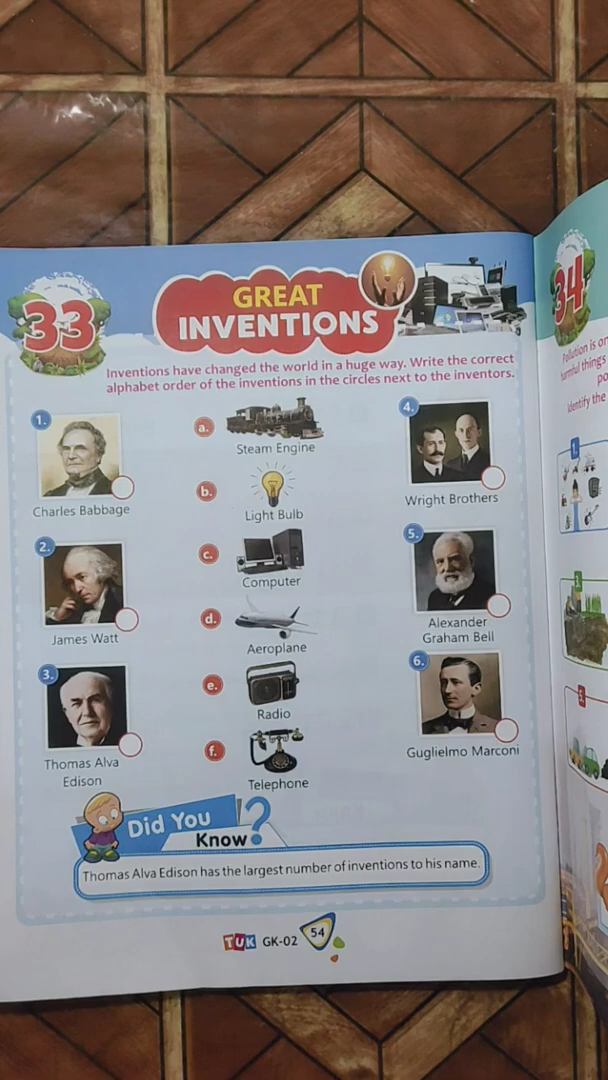 33
GREAT
INVENTIONS
Inventions have changed the world in a huge way. Write the correct
alphabet order of the inventions in the circles next to the inventors.
1.
Charles Babbage
2.
James Watt
3.
Thomas Alva
Edison
a.
Steam Engine
b.
Light Bulb
c.
Computer
d.
Aeroplane
e.
Radio
f.
Telephone
4.
Wright Brothers
5.
Alexander
Graham Bell
6.
Guglielmo Marconi
Did You
Know?
Thomas Alva Edison has the largest number of inventions to his name.
TUK GK-02 54
34
Pollution is
harmful things
Identify the
1.
3.
5.